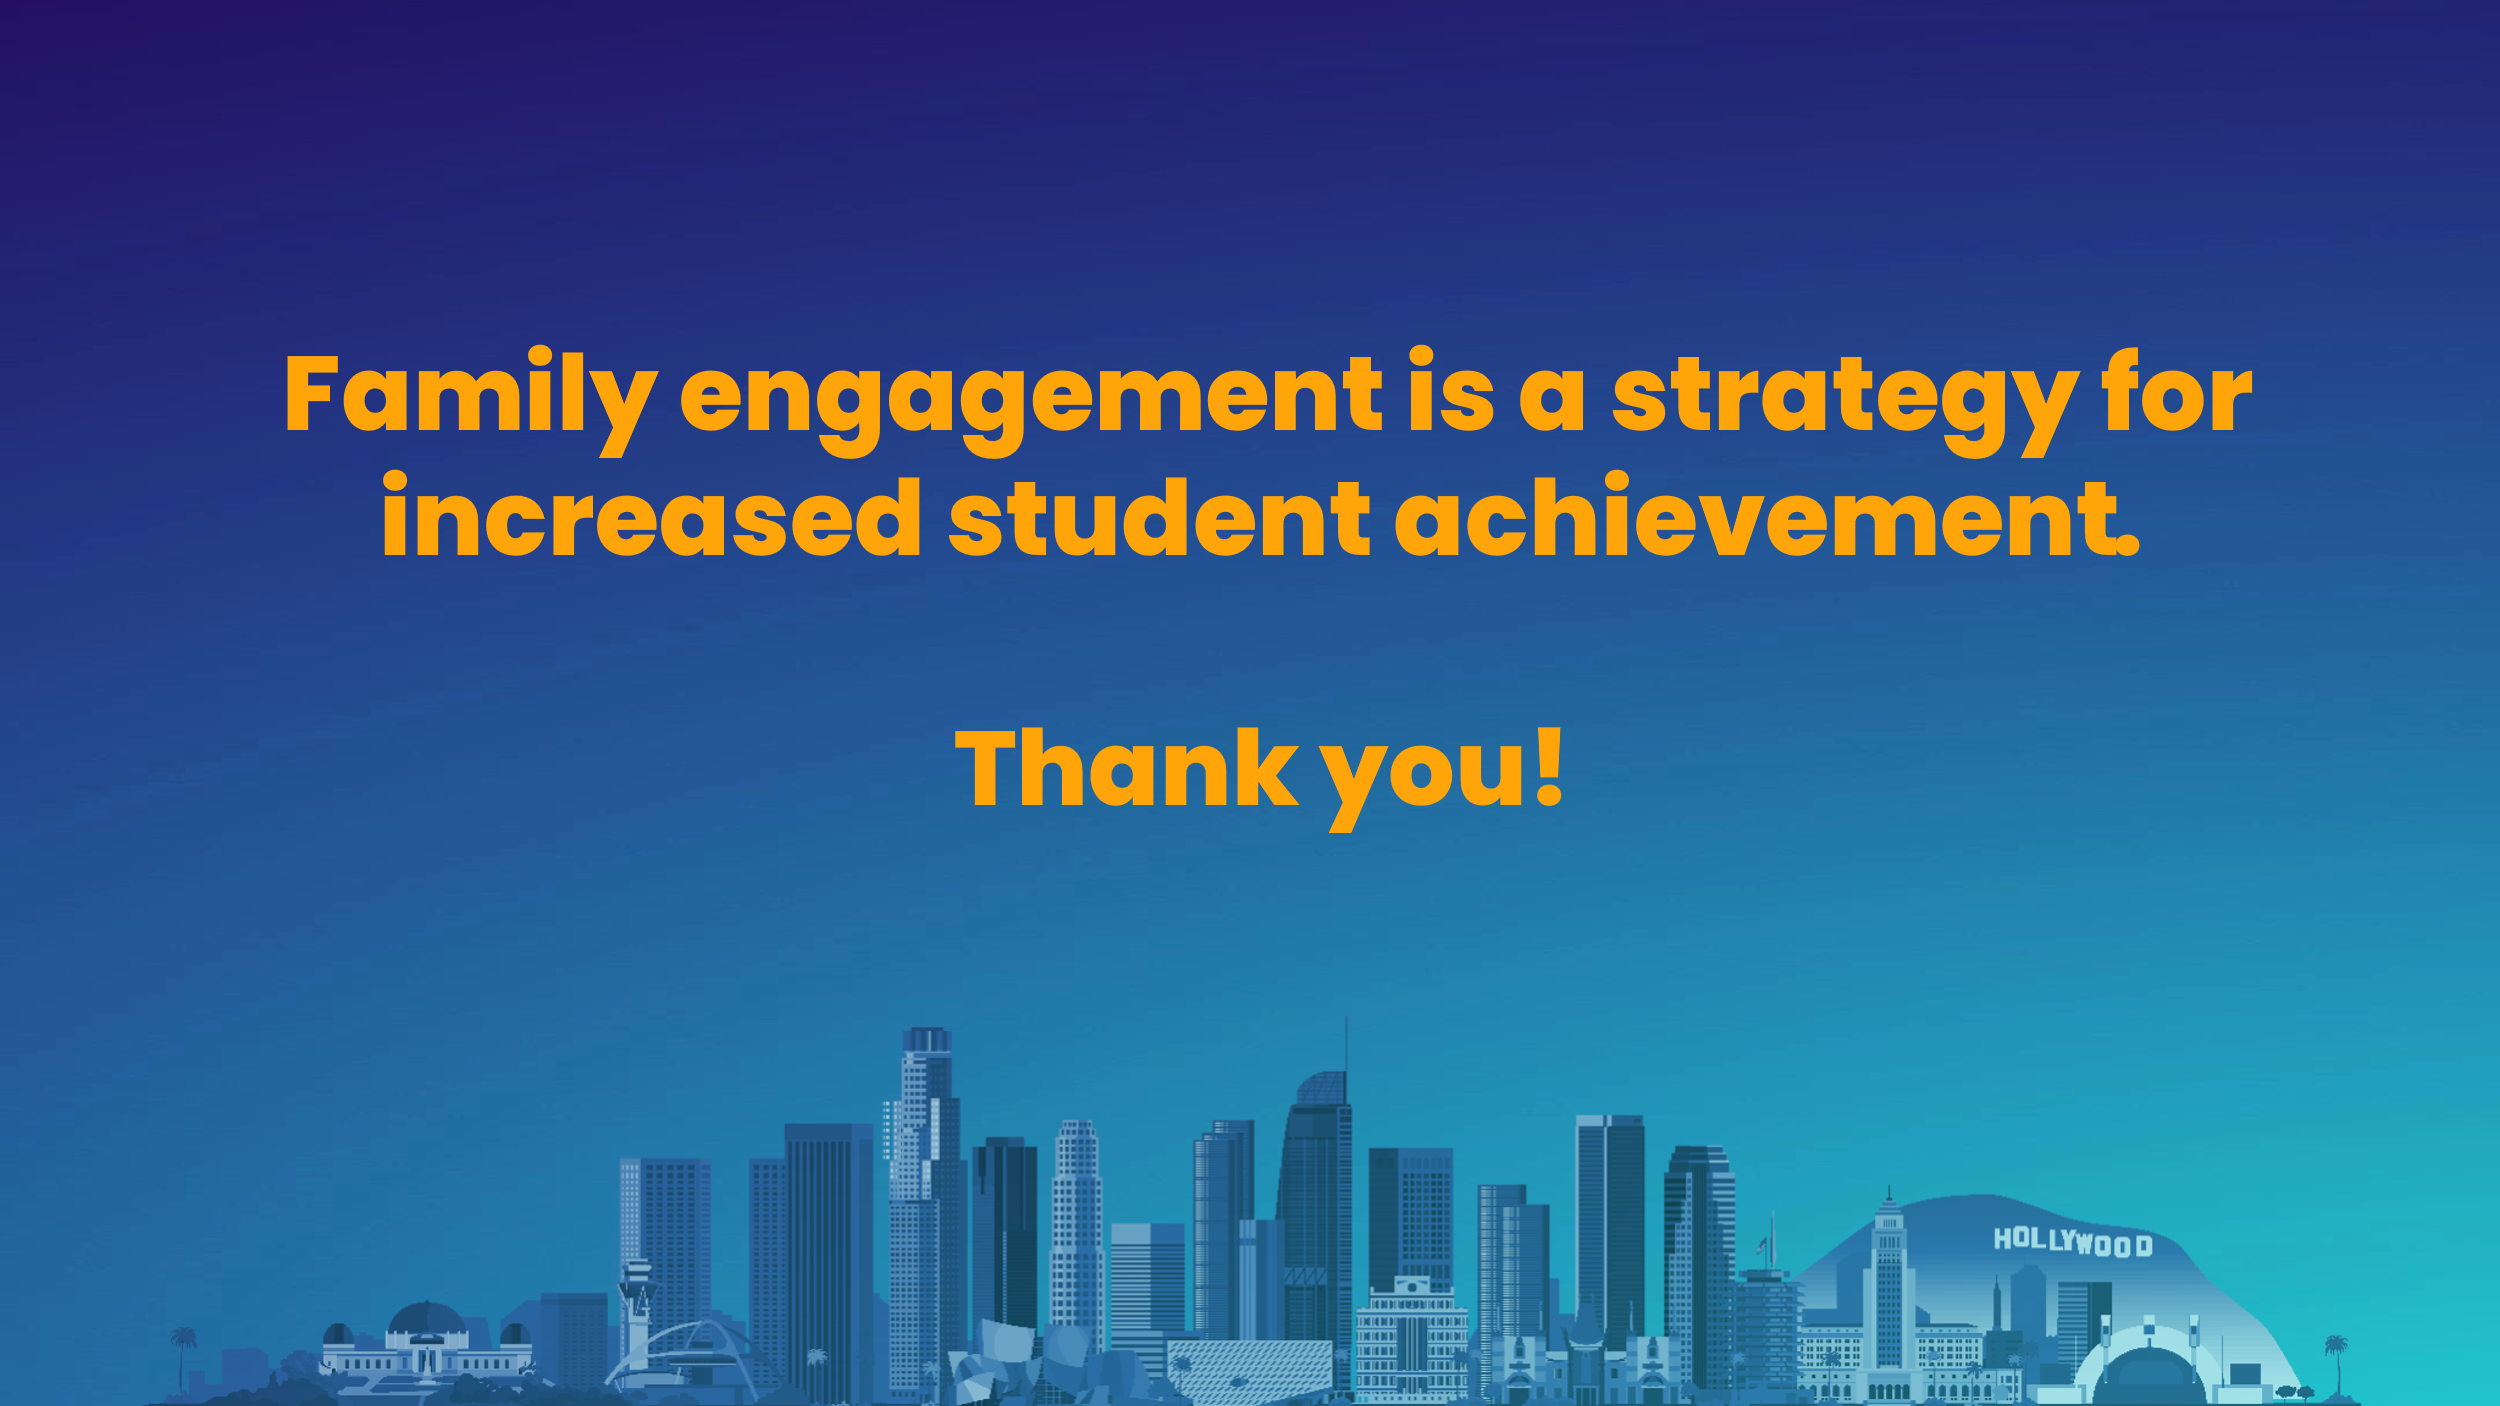 Family engagement is a strategy for
increased student achievement.
Thank you!
HOLLYWOOD